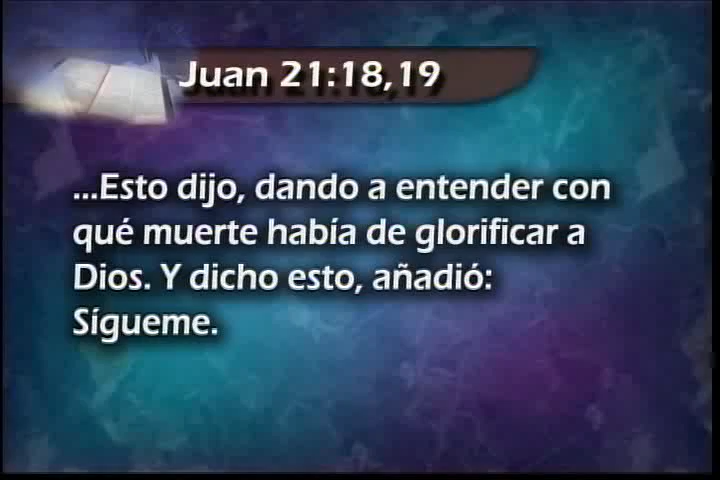 Juan 21:18,19
...Esto dijo, dando a entender con
qué muerte había de glorificar a
Dios. Y dicho esto, añadió:
Sígueme.